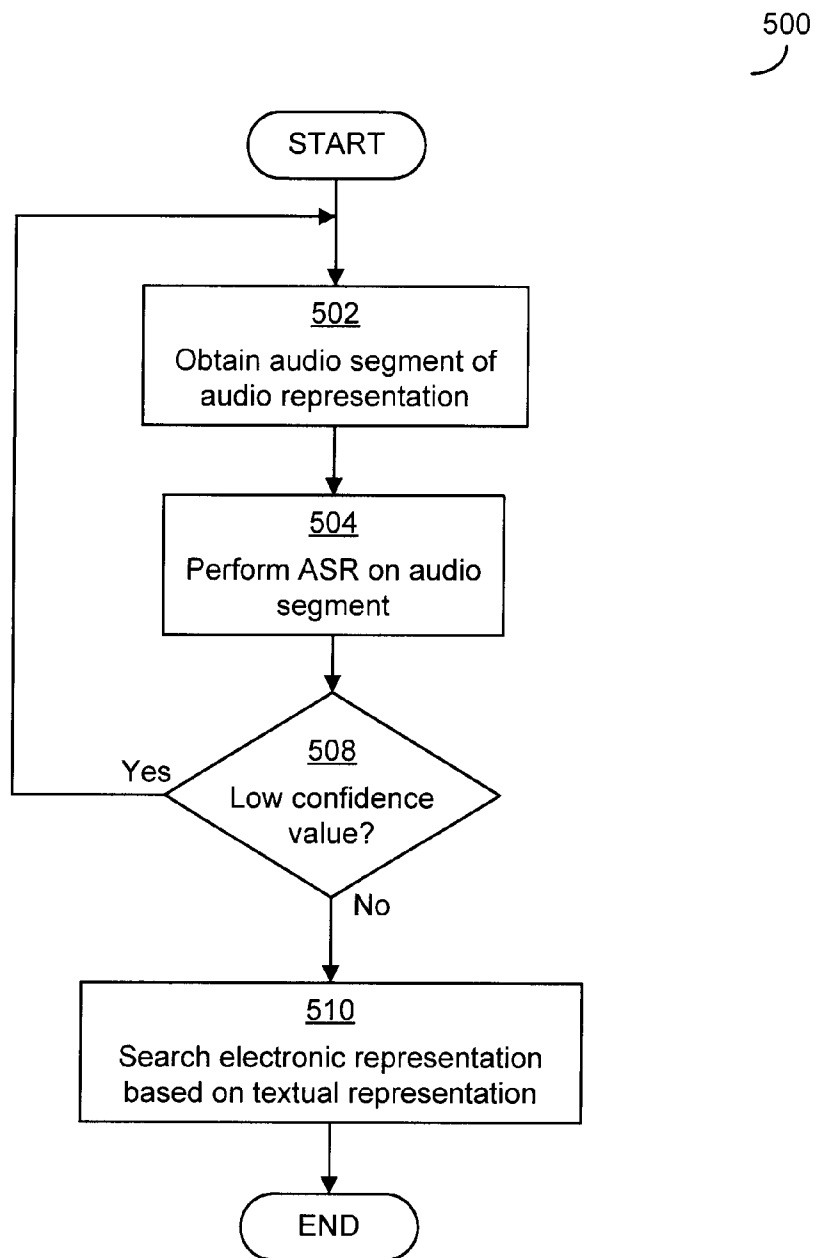 500
START
502
Obtain audio segment of
audio representation
504
Perform ASR on audio
segment
508
Low confidence
value?
Yes
No
510
Search electronic representation
based on textual representation
END